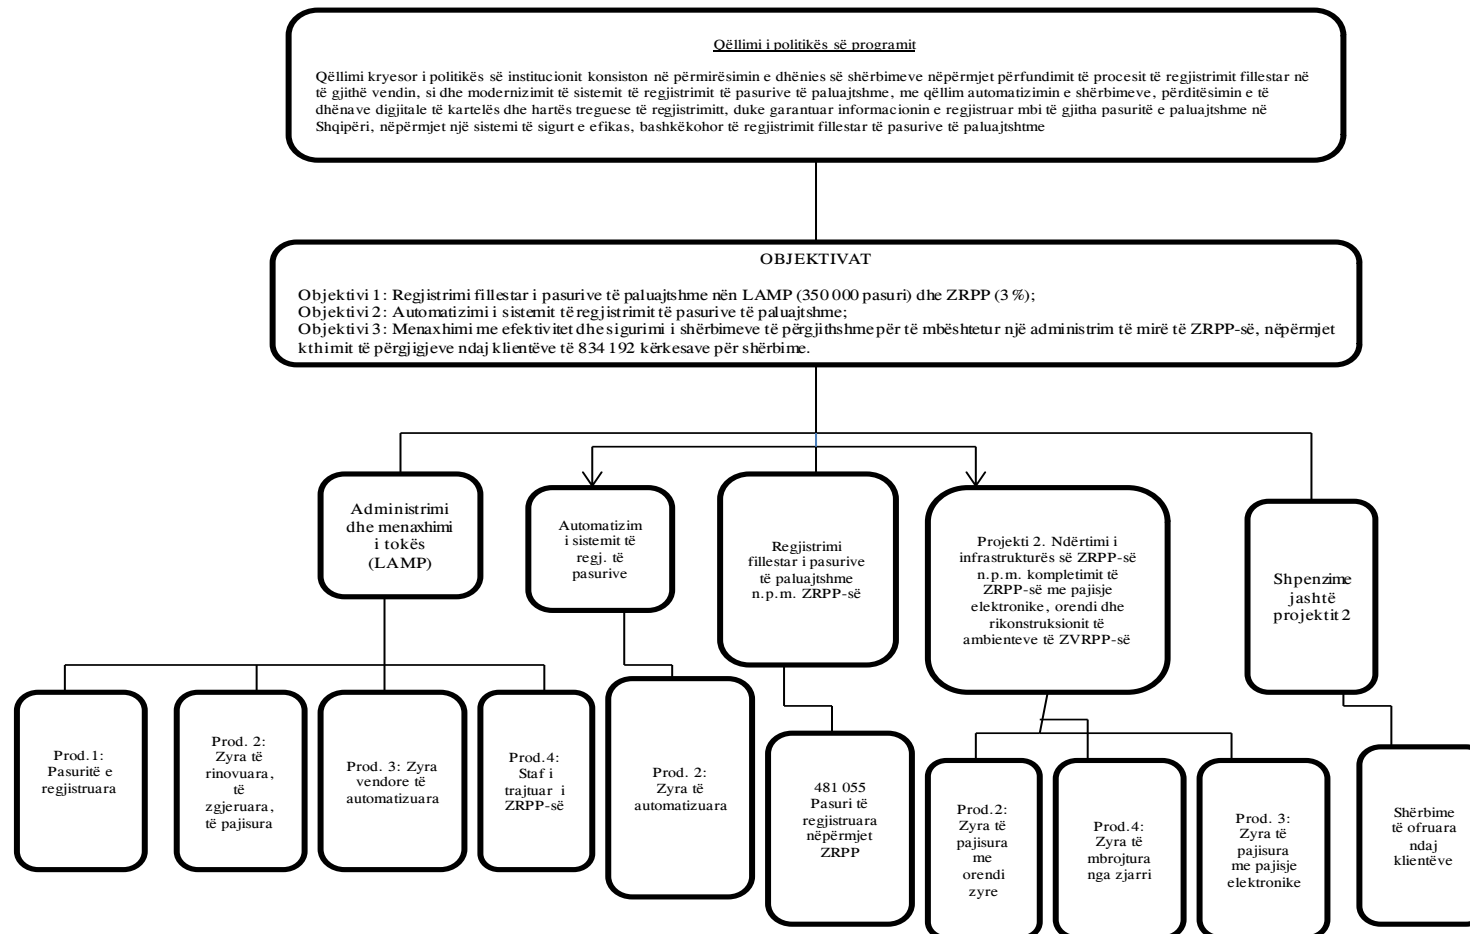 Qëllimi i politikës së programit
Qëllimi kryesor i politikës së institucionit konsiston në përmirësimin e dhënies së shërbimeve nëpërmjet përfundimit të procesit të regjistrimit fillestar në
të gjithë vendin, si dhe modernizimit të sistemit të regjistrimit të pasurive të paluajtshme, me qëllim automatizimin e shërbimeve, përditësimin e të
dhënave digjitale të kartelës dhe hartës treguese të regjistrimitt, duke garantuar informacionin e regjistruar mbi të gjitha pasuritë e paluajtshme në
Shqipëri, nëpërmjet një sistemi të sigurt e efikas, bashkëkohor të regjistrimit fillestar të pasurive të paluajtshtme
OBJEKTIVAT
Objektivi 1: Regjistrimi fillestar i pasurive të paluajtshme nën LAMP (350 000 pasuri) dhe ZRPP (3 %);
Objektivi 2: Automatizimi i sistemit të regjistrimit të pasurive të paluajtshme;
Objektivi 3: Menaxhimi me efektivitet dhe sigurimi i shërbimeve të përgjithshme për të mbështetur një administrim të mirë të ZRPP-së, nëpërmjet
kthimit të përgjigjeve ndaj klientëve të 834 192 kërkesave për shërbime.
Administrimi
dhe menaxhimi
i tokës
(LAMP)
Automatizim
i sistemit të
regj. të
pasurive
Regjistrimi
fillestar i pasurive
të paluajtshme
n.p.m. ZRPP-së
Projekti 2. Ndërtimi i
infrastrukturës së ZRPP-së
n.p.m. kompletimit të
ZRPP-së me pajisje
elektronike, orendi dhe
rikonstruksionit të
ambienteve të ZVRPP-së
Shpenzime
jashtë
projektit 2
Prod.1:
Pasuritë e
regjistruara
Prod. 2:
Zyra të
rinovuara,
të
zgjeruara,
të pajisura
Prod. 3: Zyra
vendore të
automatizuara
Prod.4:
Staf i
trajtuar i
ZRPP-së
Prod. 2:
Zyra të
automatizuara
481 055
Pasuri të
regjistruara
nëpërmjet
ZRPP
Prod.2:
Zyra të
pajisura
me
orendi
zyre
Prod.4:
Zyra të
mbrojtura
nga zjarri
Prod. 3:
Zyra të
pajisura
me pajisje
elektronike
Shërbime
të ofruara
ndaj
klientëve